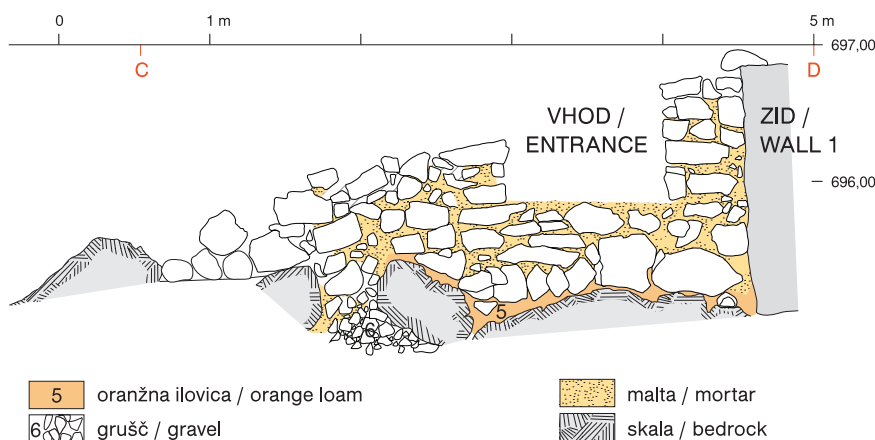 0 1 m 5 m
697,00
C D
VHOD / ZID /
ENTRANCE WALL 1
696,00
5
6
5 oranžna ilovica / orange loam malta / mortar
6 grušč / gravel skala / bedrock